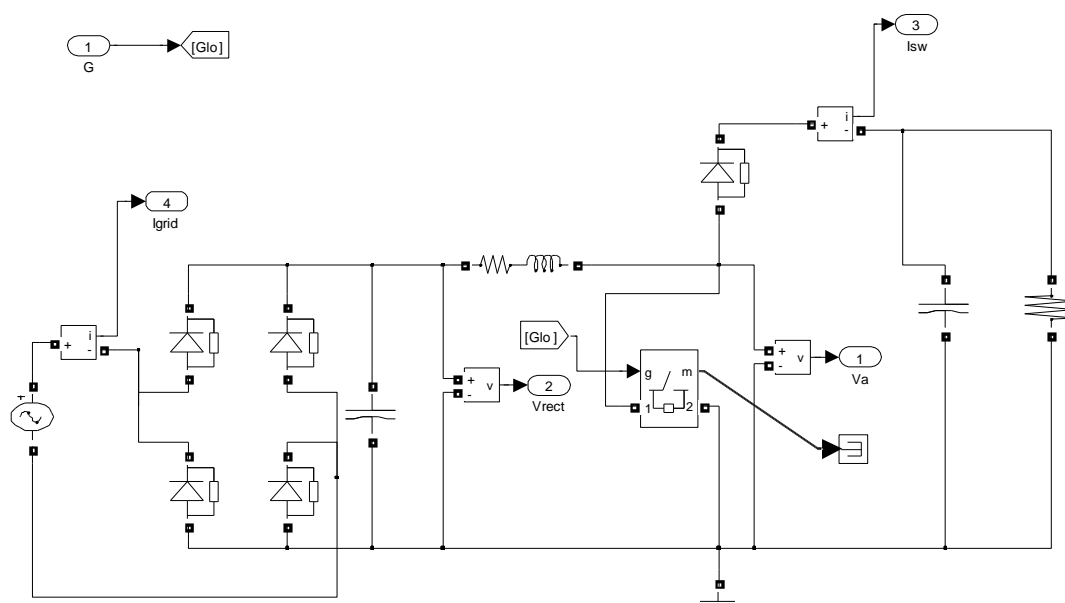 1
G
[Glo]
3
Isw
i
+
-
4
Igrid
i
+
-
[Glo]
g
m
1
2
+
-
v
2
Vrect
+
-
v
1
Va
+